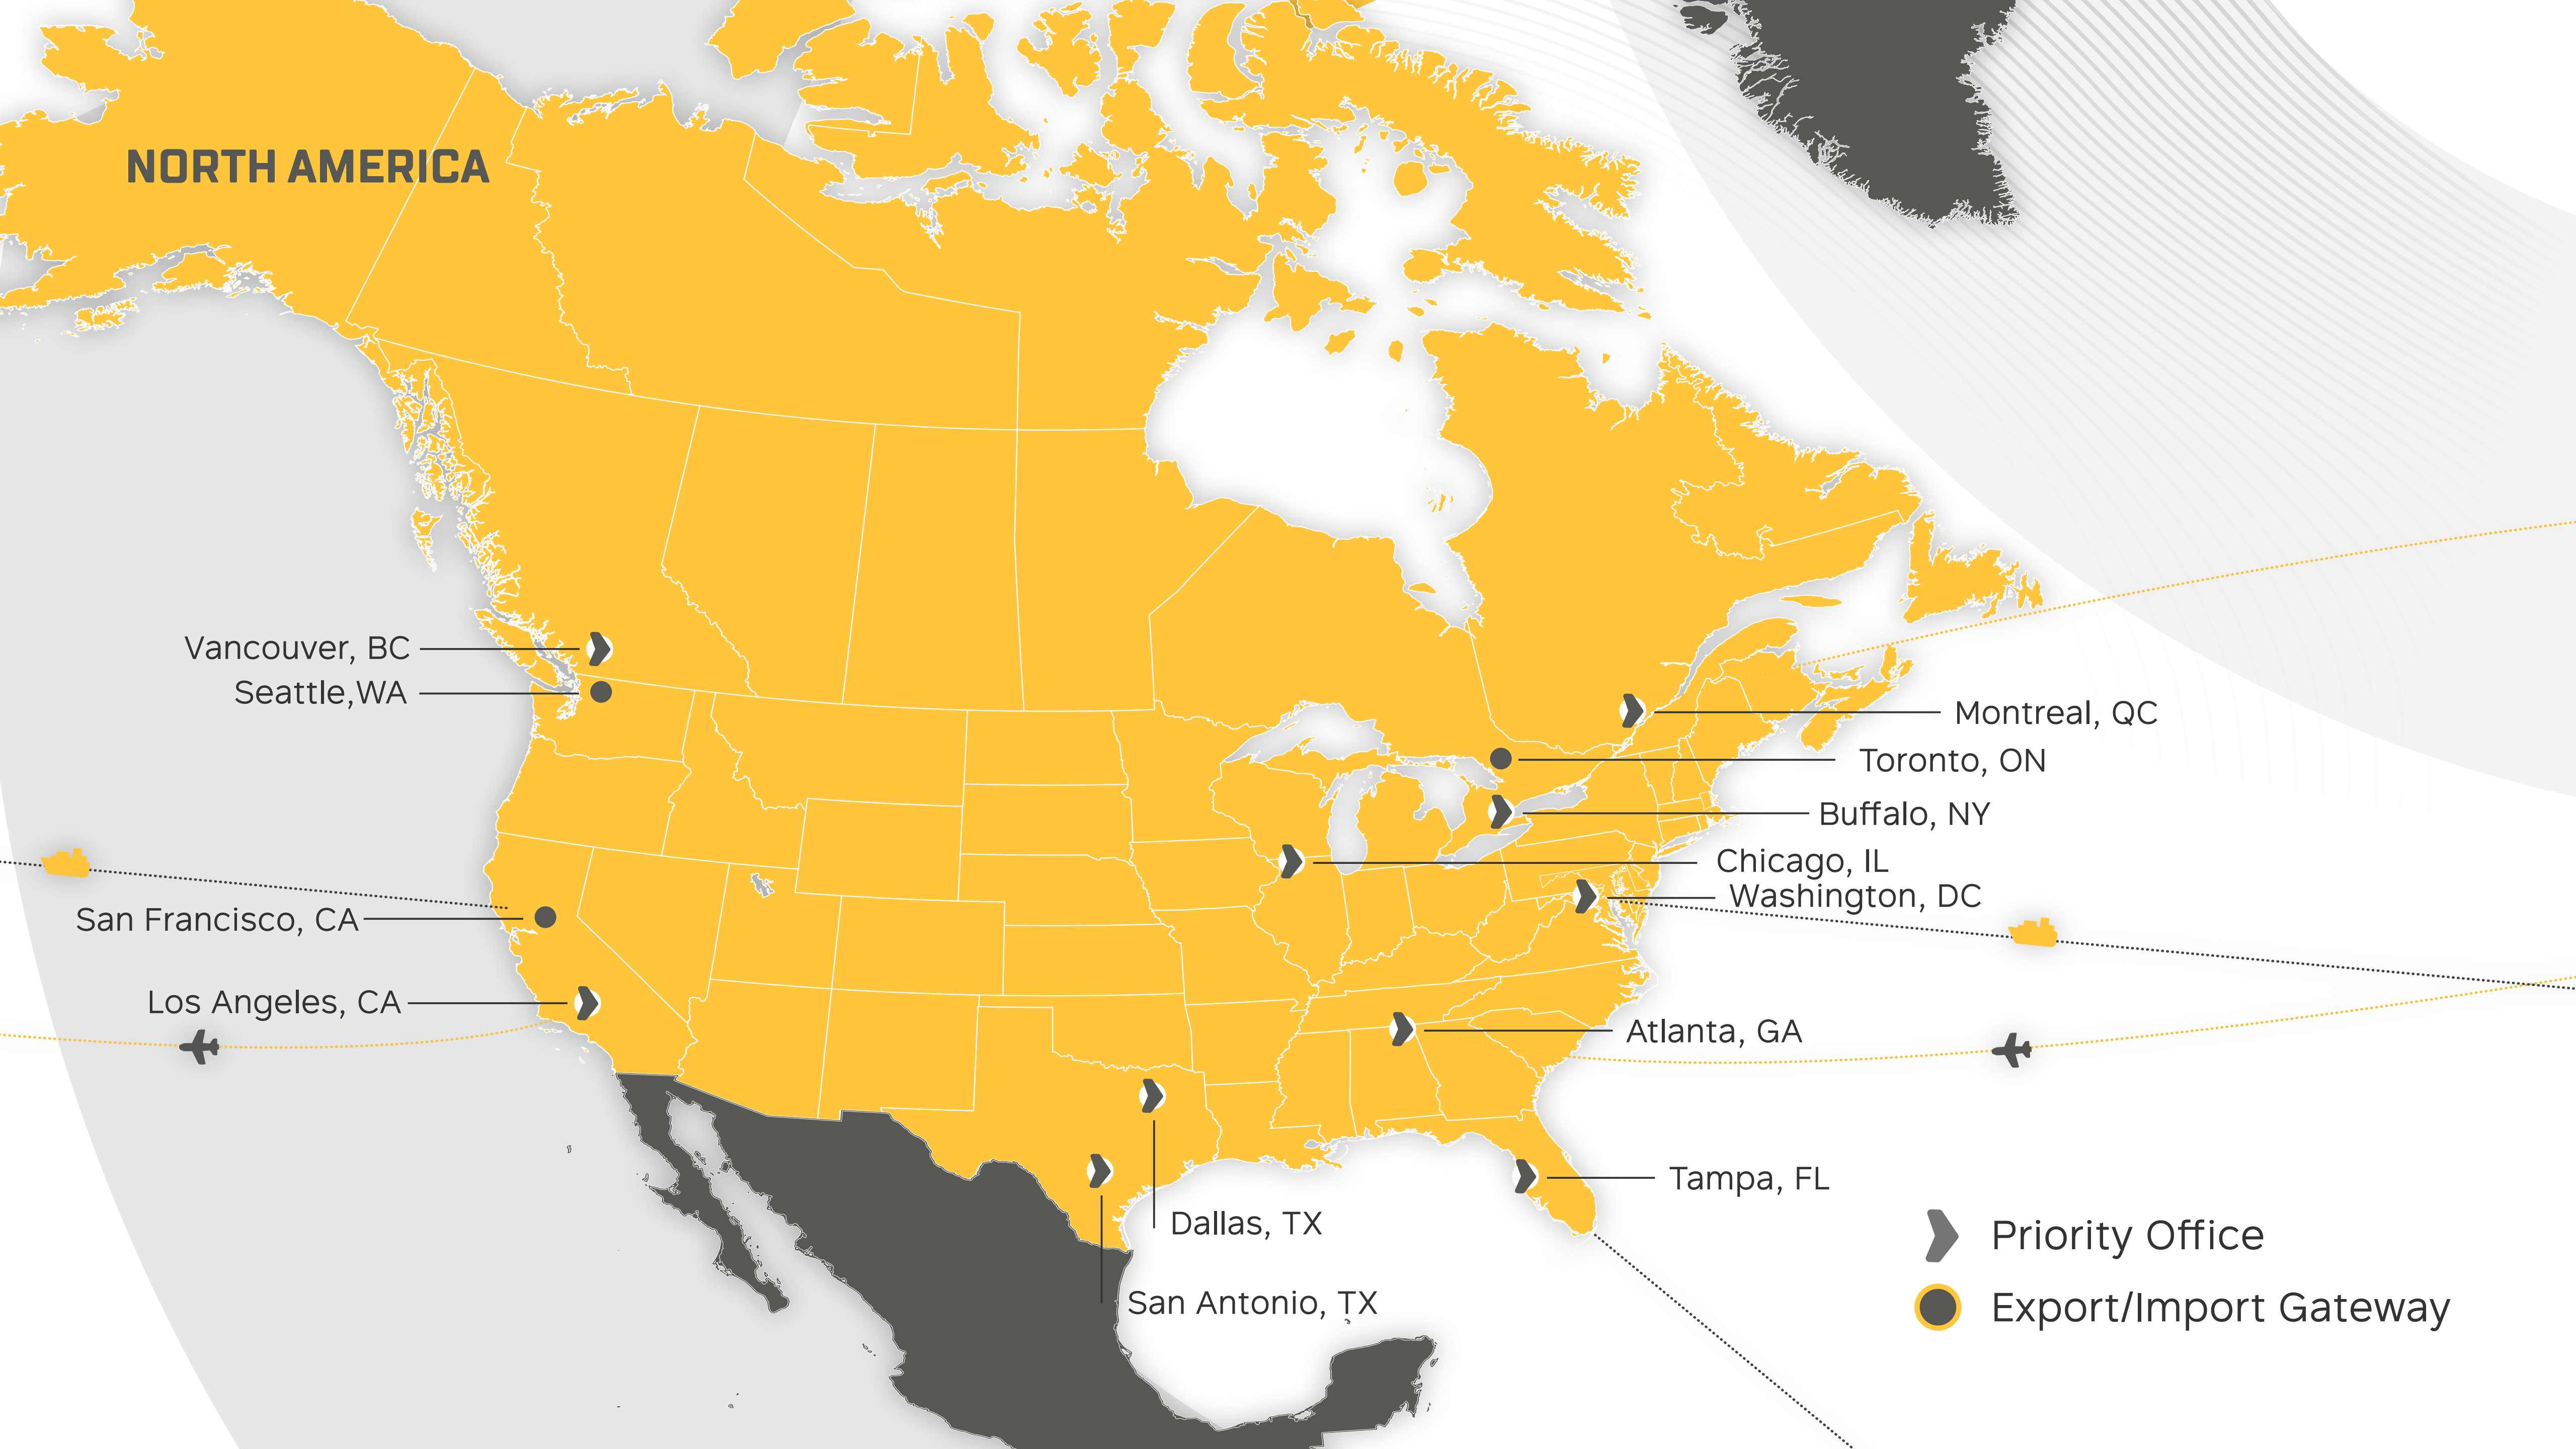 NORTH AMERICA
Vancouver, BC
Seattle,WA
San Francisco, CA
Los Angeles, CA
Montreal, QC
Toronto, ON
Buffalo, NY
Chicago, IL
Washington, DC
Atlanta, GA
Tampa, FL
Dallas, TX
San Antonio, TX
Priority Office
Export/Import Gateway